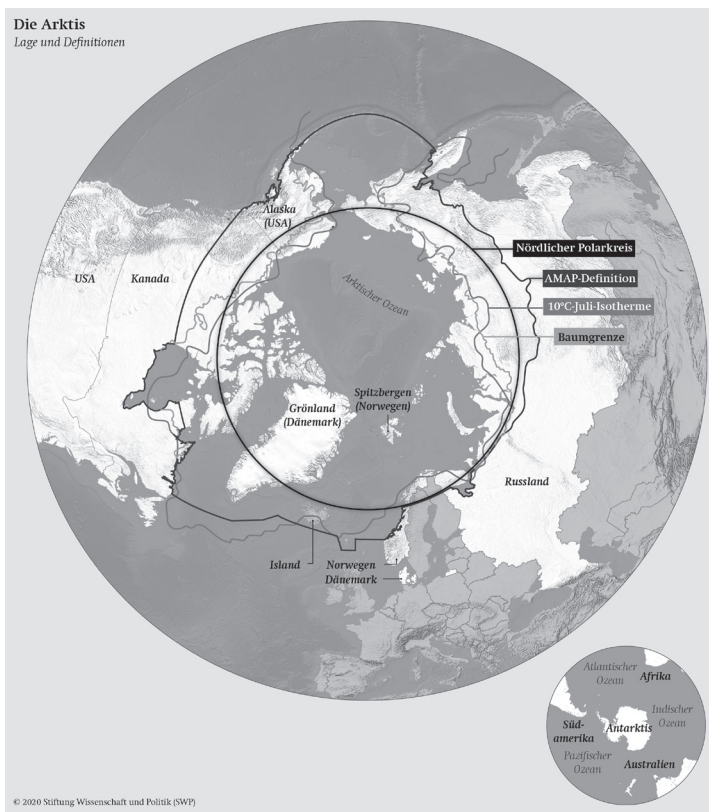 Die Arktis
Lage und Definitionen
Alaska
(USA)
Nördlicher Polarkreis
USA
Kanada
Arktischer Ozean
AMAP-Definition
10°C-Juli-Isotherme
Baumgrenze
Spitzbergen
(Norwegen)
Grönland
(Dänemark)
Russland
Island
Norwegen
Dänemark
Atlantischer
Ozean
Afrika
Indischer
Ozean
Süd-
amerika
Antarktis
Pazifischer
Ozean
Australien
© 2020 Stiftung Wissenschaft und Politik (SWP)